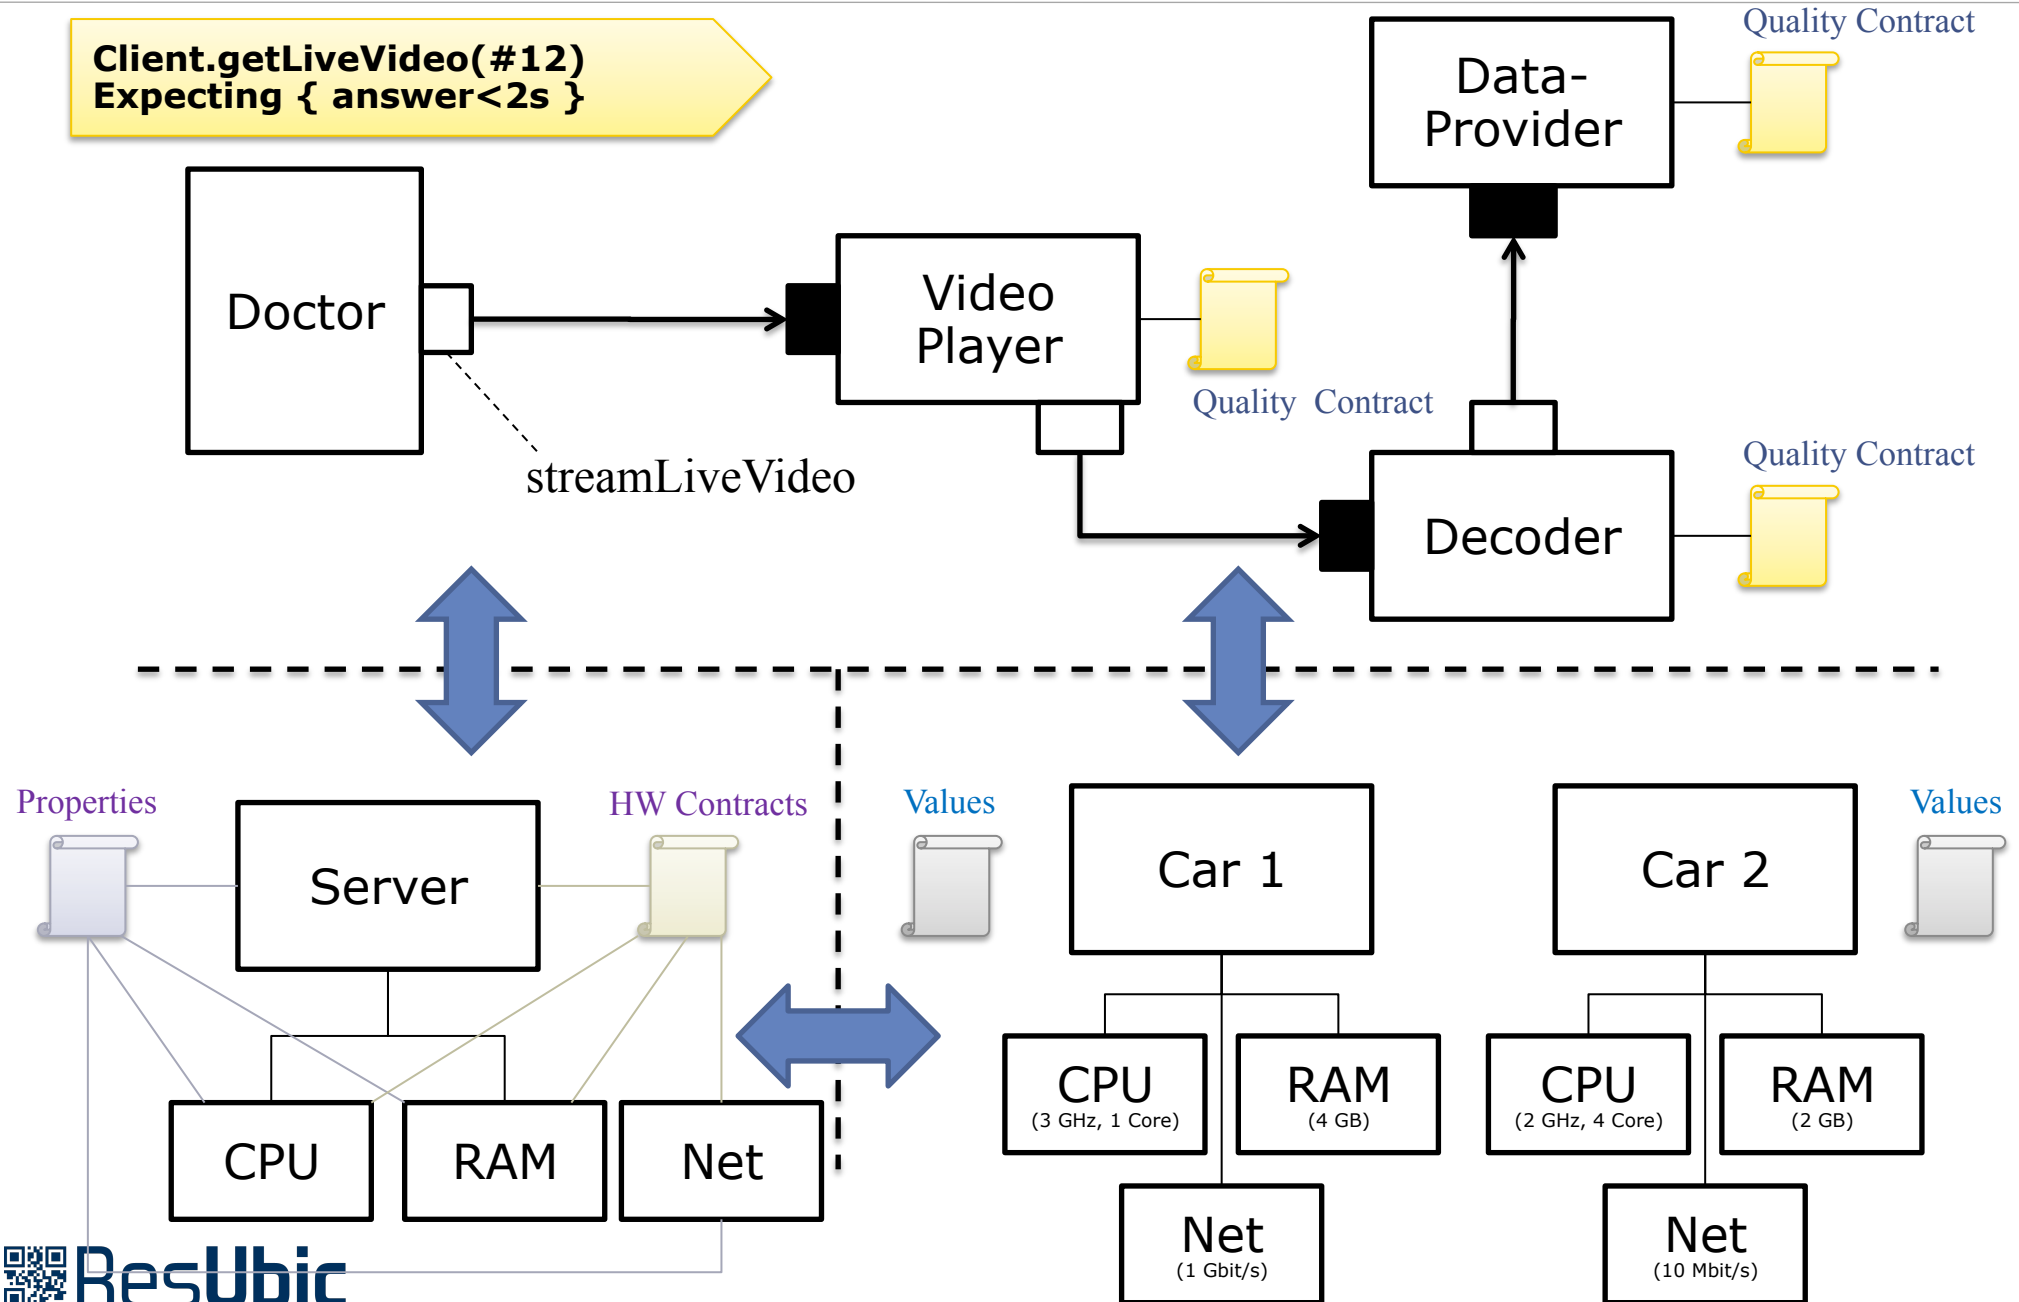 Client.getLiveVideo(#12)
Expecting { answer<2s }
Quality Contract
Data-
Provider
Doctor
Video
Player
Quality Contract
streamLiveVideo
Quality Contract
Decoder
Properties
HW Contracts
Server
CPU
RAM
Net
Values
Car 1
CPU
(3 GHz, 1 Core)
RAM
(4 GB)
Net
(1 Gbit/s)
Car 2
Values
CPU
(2 GHz, 4 Core)
RAM
(2 GB)
Net
(10 Mbit/s)
ResUbic